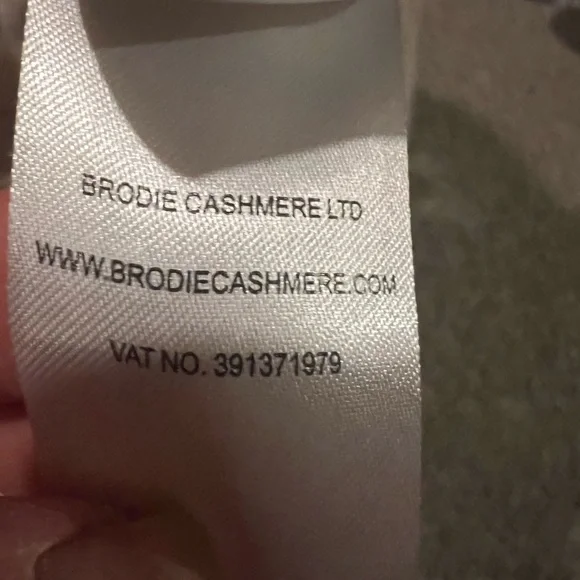 BRODIE CASHMERE LTD
WWW.BRODIECASHMERE.COM
VAT NO. 391371979